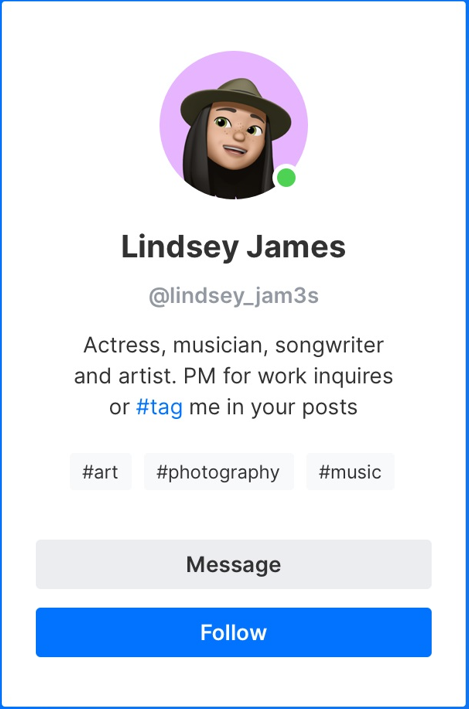 Lindsey James
@lindsey_jam3s
Actress, musician, songwriter
and artist. PM for work inquires
or #tag me in your posts
#art #photography #music
Message
Follow